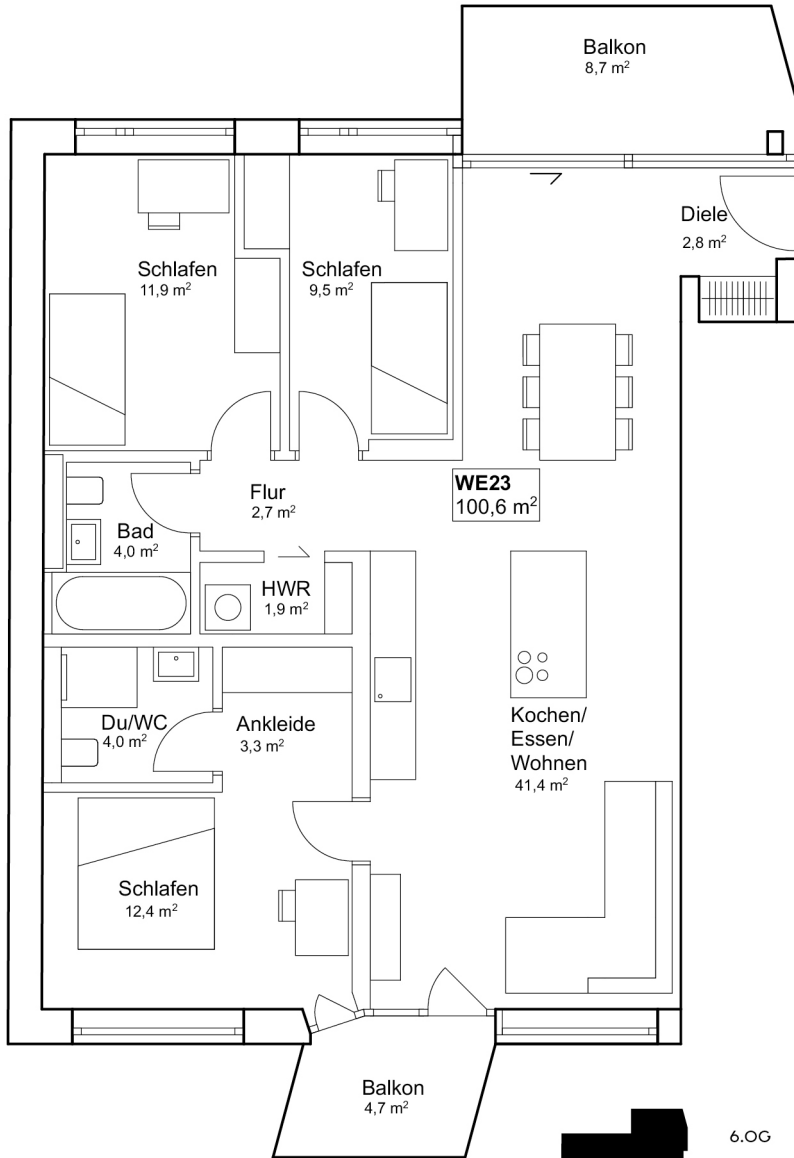 Balkon
8,7 m²
Diele
2,8 m²
Schlafen
11,9 m²
Schlafen
9,5 m²
WE23
100,6 m²
Flur
2,7 m²
Bad
4,0 m²
HWR
1,9 m²
Du/WC
4,0 m²
Ankleide
3,3 m²
Kochen/
Essen/
Wohnen
41,4 m²
Schlafen
12,4 m²
Balkon
4,7 m²
6.OG